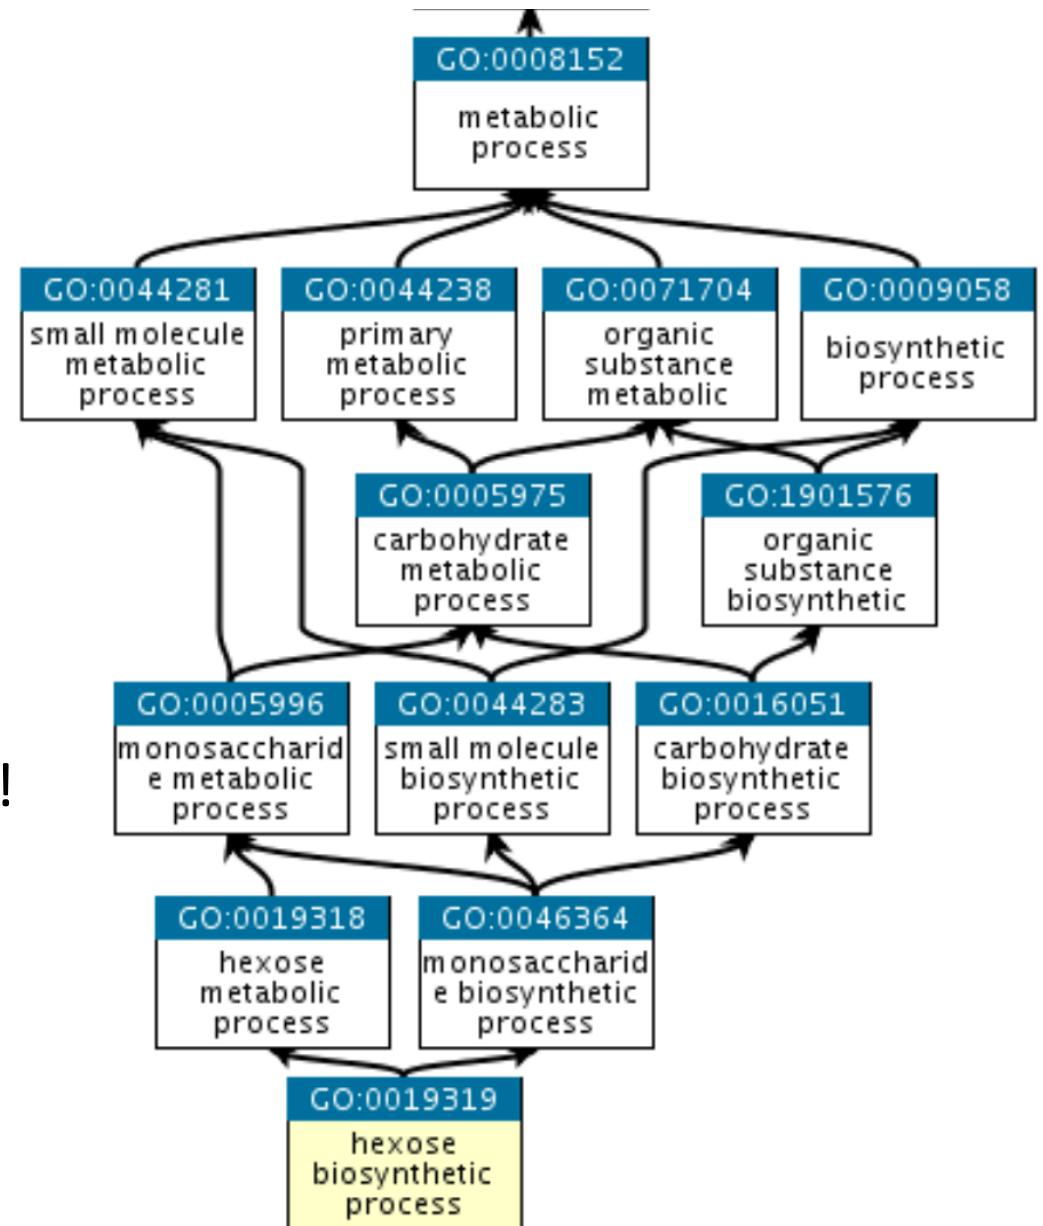 GO:0008152
metabolic
process
GO:0044281
small molecule
metabolic
process
GO:0044238
primary
metabolic
process
GO:0071704
organic
substance
metabolic
GO:0009058
biosynthetic
process
GO:0005975
carbohydrate
metabolic
process
GO:1901576
organic
substance
biosynthetic
GO:0005996
monosaccharid
e metabolic
process
GO:0044283
small molecule
biosynthetic
process
GO:0016051
carbohydrate
biosynthetic
process
!
GO:0019318
hexose
metabolic
process
GO:0046364
monosaccharid
e biosynthetic
process
GO:0019319
hexose
biosynthetic
process